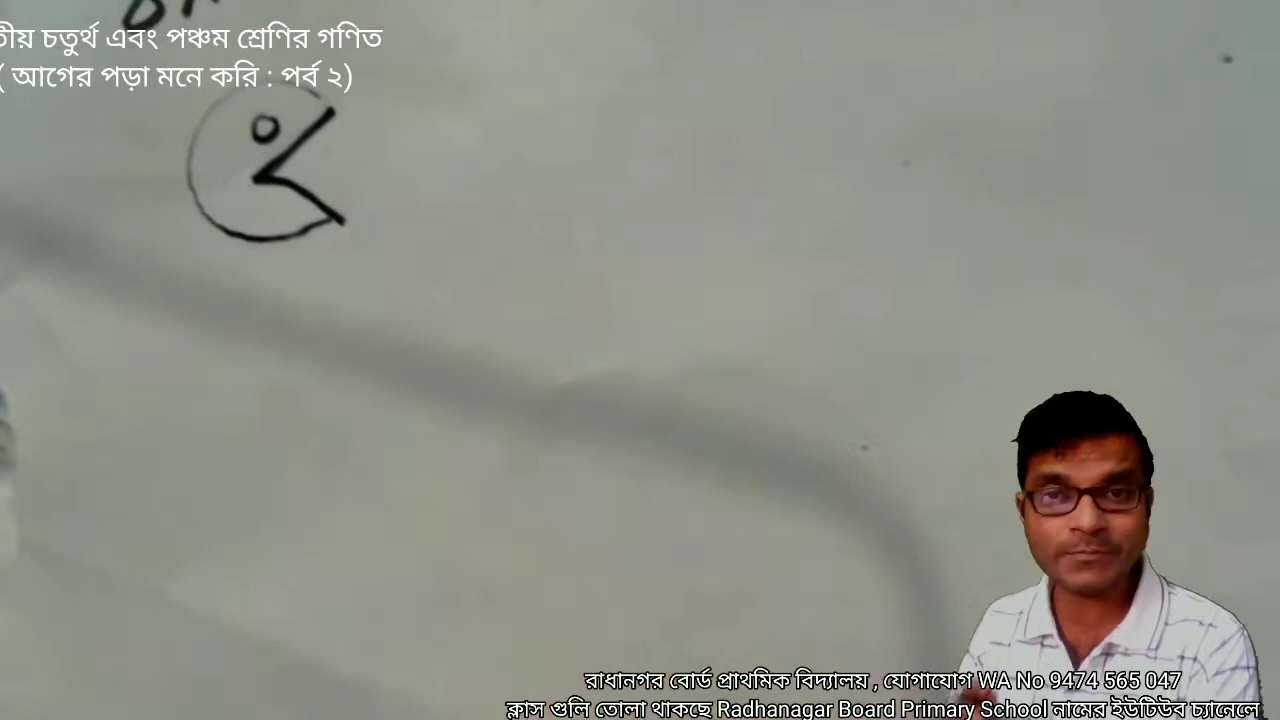 চতুর্থ এবং পঞ্চম শ্রেণির গণিত
( আগের পড়া মনে করি : পর্ব ২)
রাধানগর বোর্ড প্রাথমিক বিদ্যালয় , যোগাযোগ WA No 9474 565 047
ক্লাস গুলি তোলা থাকছে Radhanagar Board Primary School নামের ইউটিউব চ্যানেলে